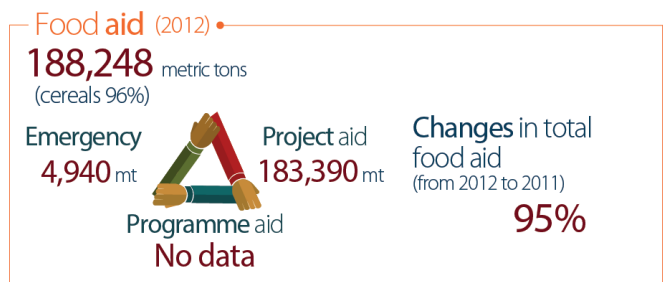 Food aid (2012)
188,248 metric tons
(cereals 96%)
Emergency
4,940 mt
Project aid
183,390 mt
Programme aid
No data
Changes in total
food aid
(from 2012 to 2011)
95%